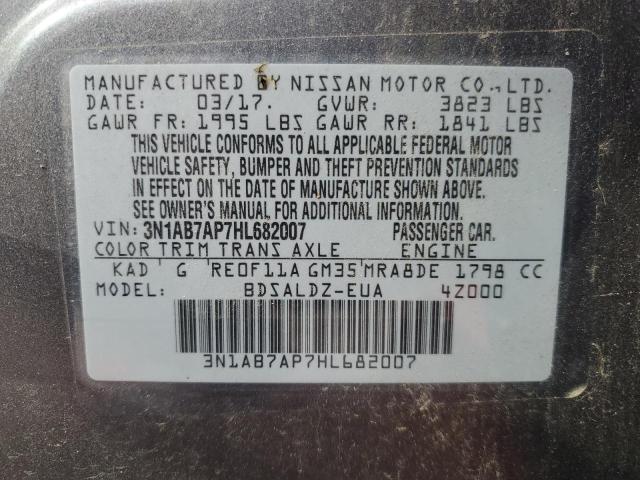 MANUFACTURED BY NISSAN MOTOR CO., LTD.
DATE: 03/17. GVWR: 3823 LBS
GAWR FR: 1995 LBS GAWR RR: 1841 LBS
THIS VEHICLE CONFORMS TO ALL APPLICABLE FEDERAL MOTOR
VEHICLE SAFETY, BUMPER AND THEFT PREVENTION STANDARDS
IN EFFECT ON THE DATE OF MANUFACTURE SHOWN ABOVE.
SEE OWNER'S MANUAL FOR ADDITIONAL INFORMATION.
VIN: 3N1AB7AP7HL682007 PASSENGER CAR.
COLOR TRIM TRANS AXLE ENGINE
KAD G RE0F11A GM35 MRA8DE 1798 CC
MODEL: BDSALDZ-EUA 4Z000
3N1AB7AP7HL682007